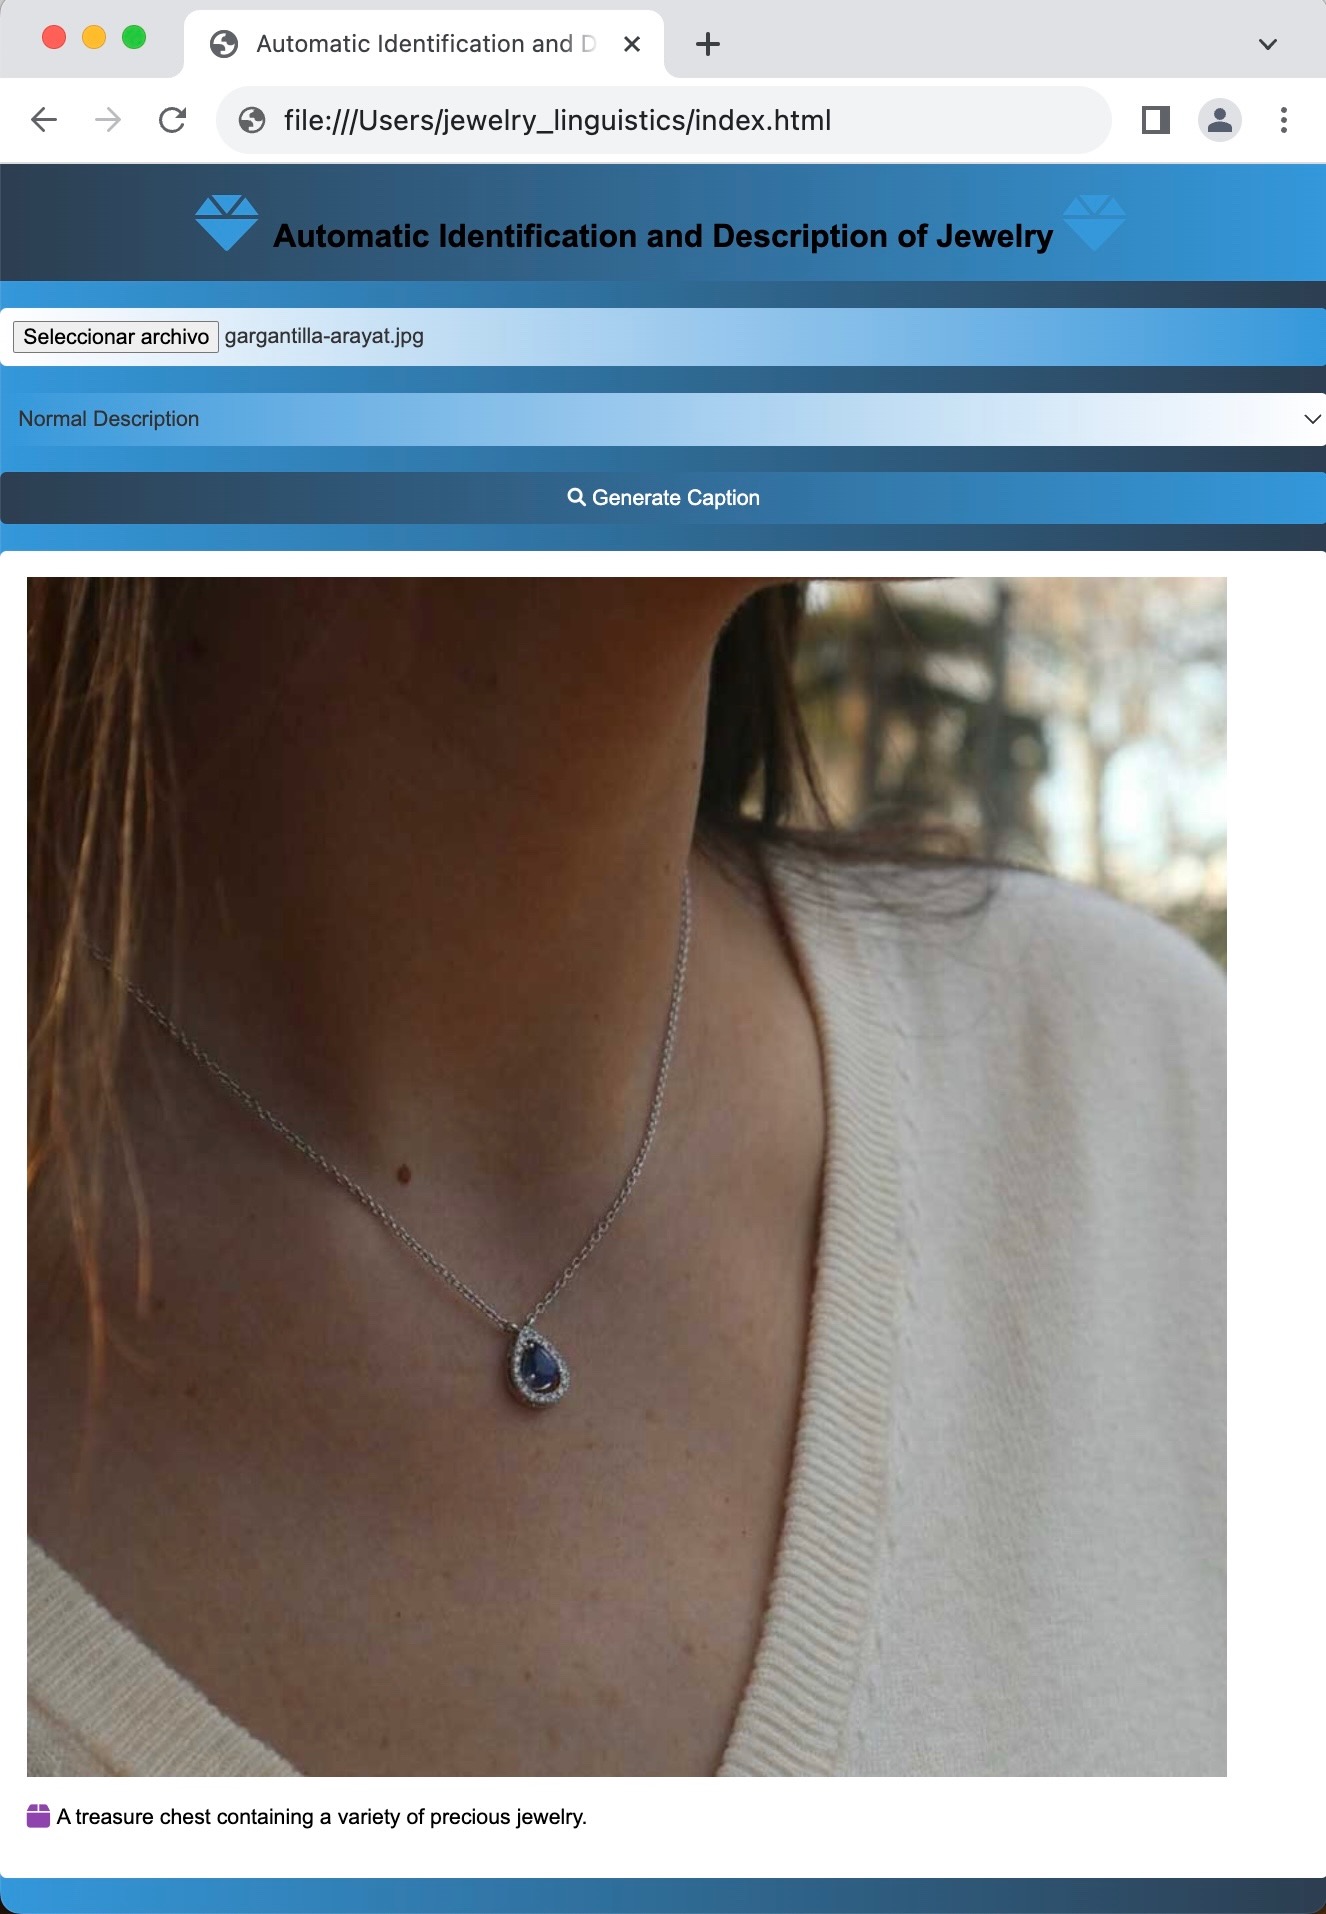 Automatic Identification and D
file:///Users/jewelry_linguistics/index.html
Automatic Identification and Description of Jewelry
Seleccionar archivo gargantilla-arayat.jpg
Normal Description
Generate Caption
A treasure chest containing a variety of precious jewelry.